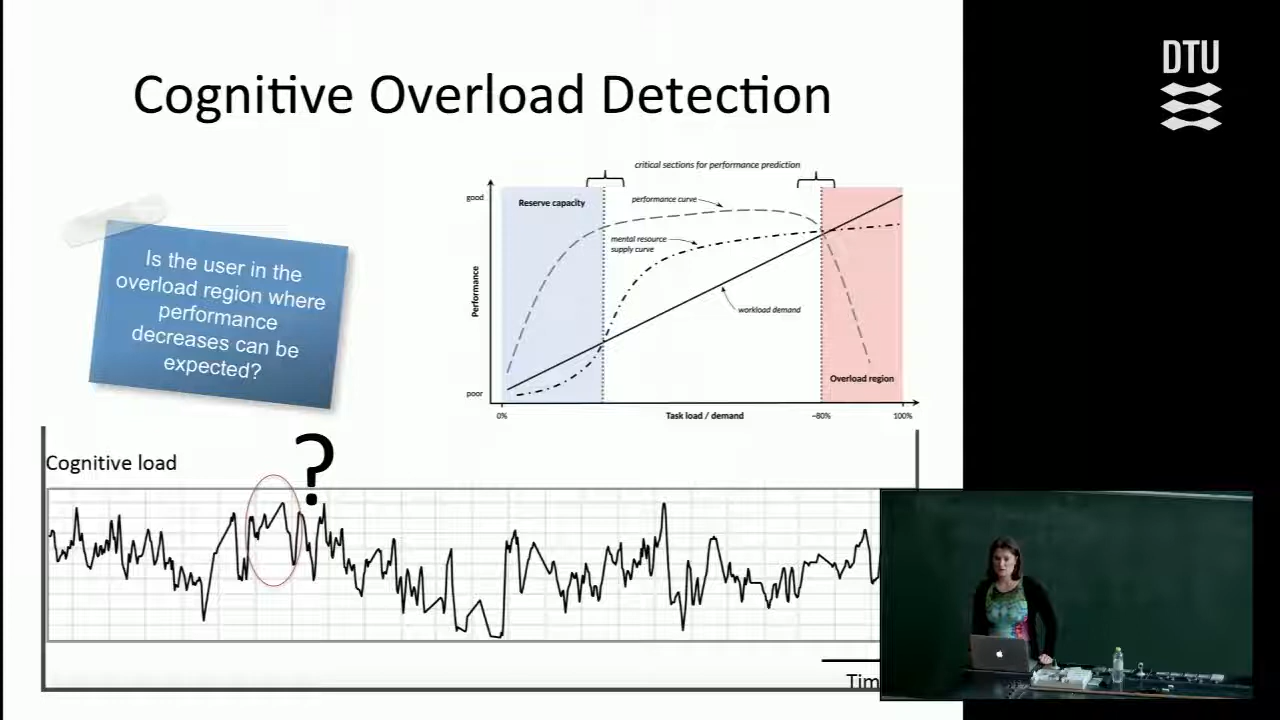 Cognitive Overload Detection
DTU
Is the user in the
overload region where
performance
decreases can be
expected?
critical sections for performance prediction
good
Reserve capacity
performance curve
mental resource
supply curve
Performance
workload demand
Overload region
poor
0%
Task load / demand
~80%
100%
Cognitive load
?
Tim